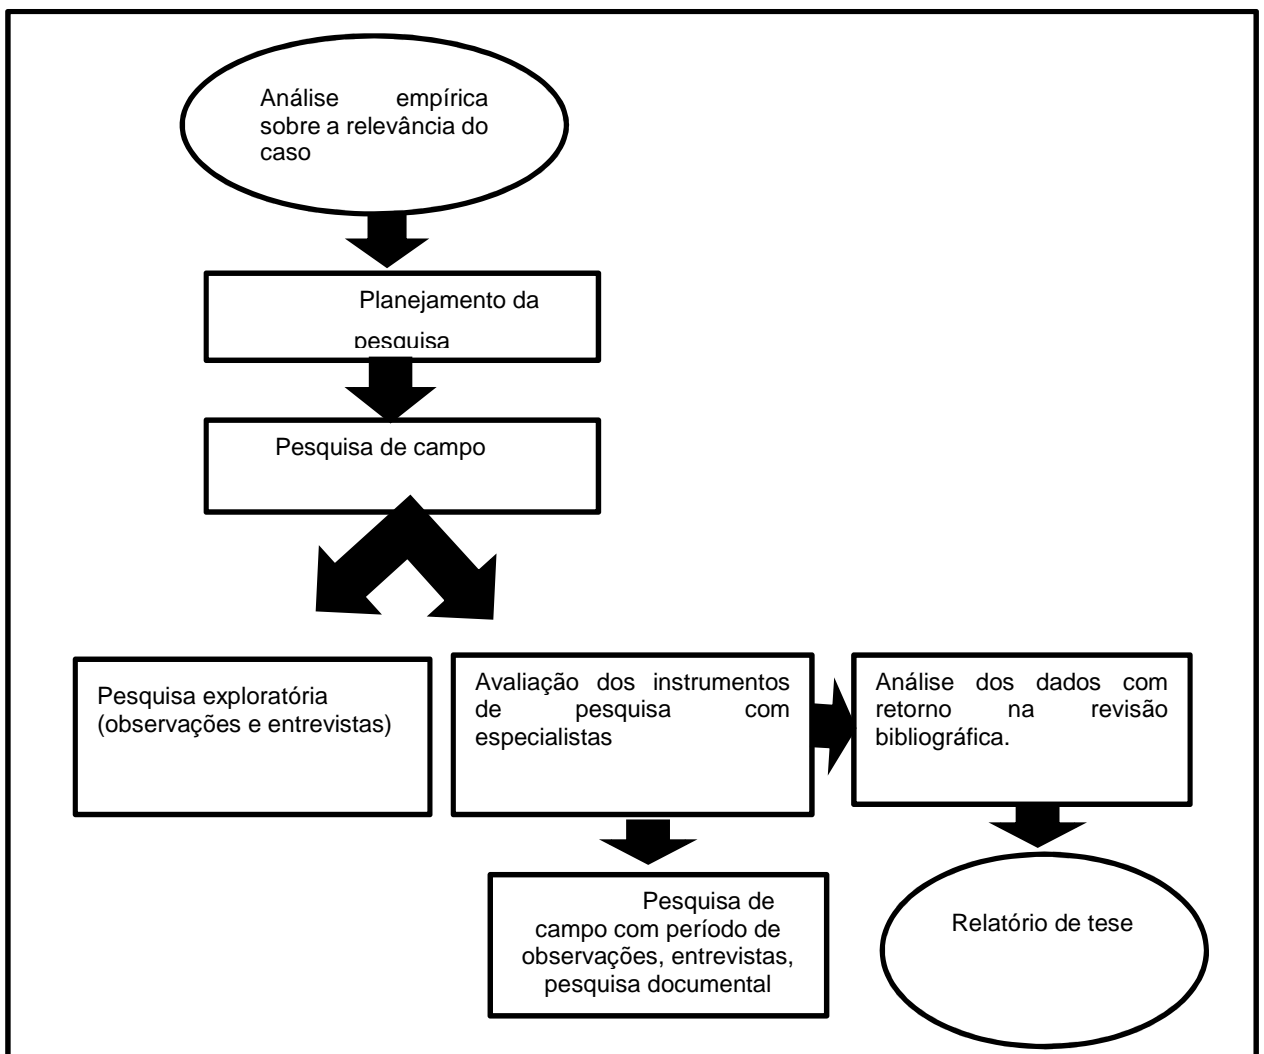 Análise empírica
sobre a relevância do
caso
Planejamento da
pesquisa
Pesquisa de campo
Pesquisa exploratória
(observações e entrevistas)
Avaliação dos instrumentos
de pesquisa com
especialistas
Análise dos dados com
retorno na revisão
bibliográfica.
Pesquisa de
campo com período de
observações, entrevistas,
pesquisa documental
Relatório de tese